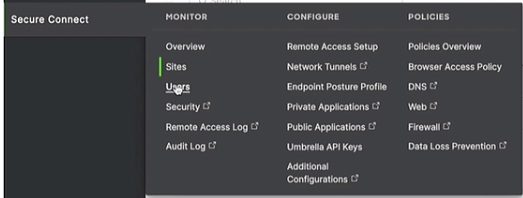 Search
Secure Connect
MONITOR
Overview
Sites
Users
Security
Remote Access Log
Audit Log
CONFIGURE
Remote Access Setup
Network Tunnels
Endpoint Posture Profile
Private Applications
Public Applications
Umbrella API Keys
Additional
Configurations
POLICIES
Policies Overview
Browser Access Policy
DNS
Web
Firewall
Data Loss Prevention